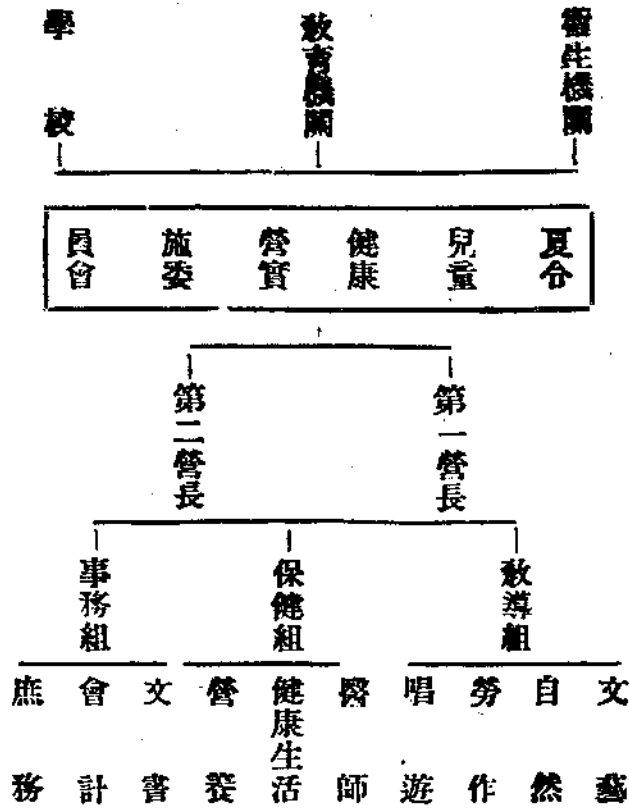 衞生機關
教育機關
學校
夏令
兒童
健康
營實
施委
員會
第一營長
第二營長
教導組
保健組
事務組
文藝
自然
勞作
唱遊
醫師
健康生活
營養
文書
會計
庶務